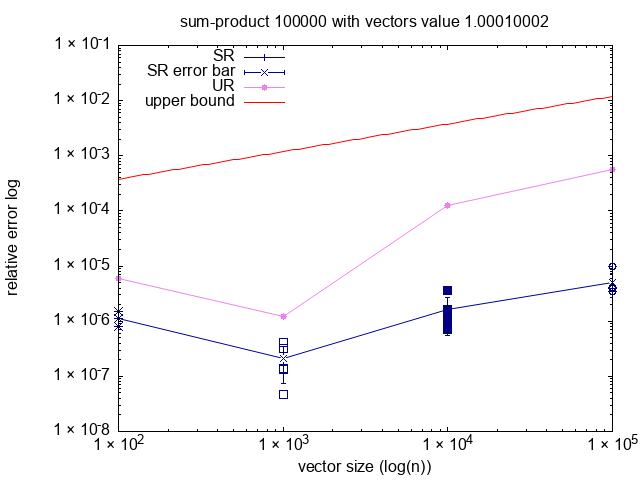 sum-product 100000 with vectors value 1.00010002
SR
SR error bar
UR
upper bound
1 × 10⁻¹
1 × 10⁻²
1 × 10⁻³
1 × 10⁻⁴
1 × 10⁻⁵
1 × 10⁻⁶
1 × 10⁻⁷
1 × 10⁻⁸
relative error log
1 × 10² 1 × 10³ 1 × 10⁴ 1 × 10⁵
vector size (log(n))